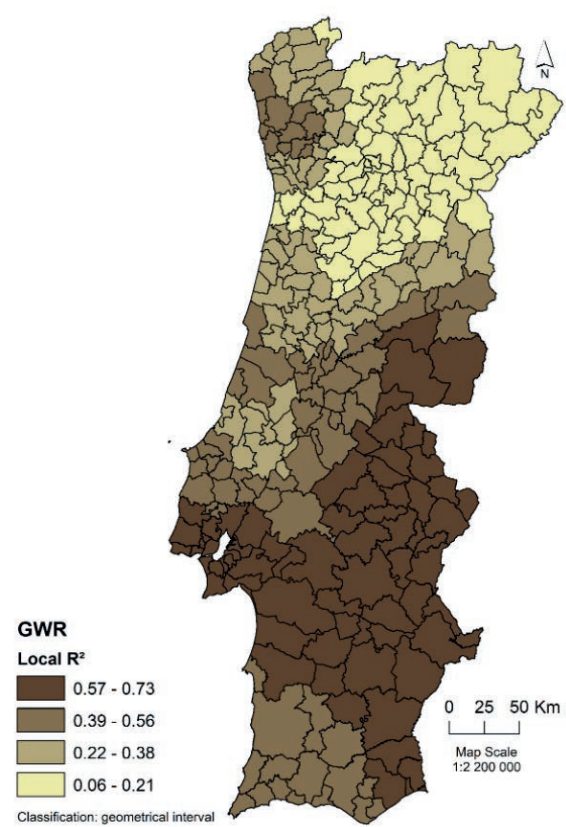 N
GWR
Local R²
0.57 - 0.73
0.39 - 0.56
0.22 - 0.38
0.06 - 0.21
Classification: geometrical interval
0 25 50 Km
Map Scale
1:2 200 000